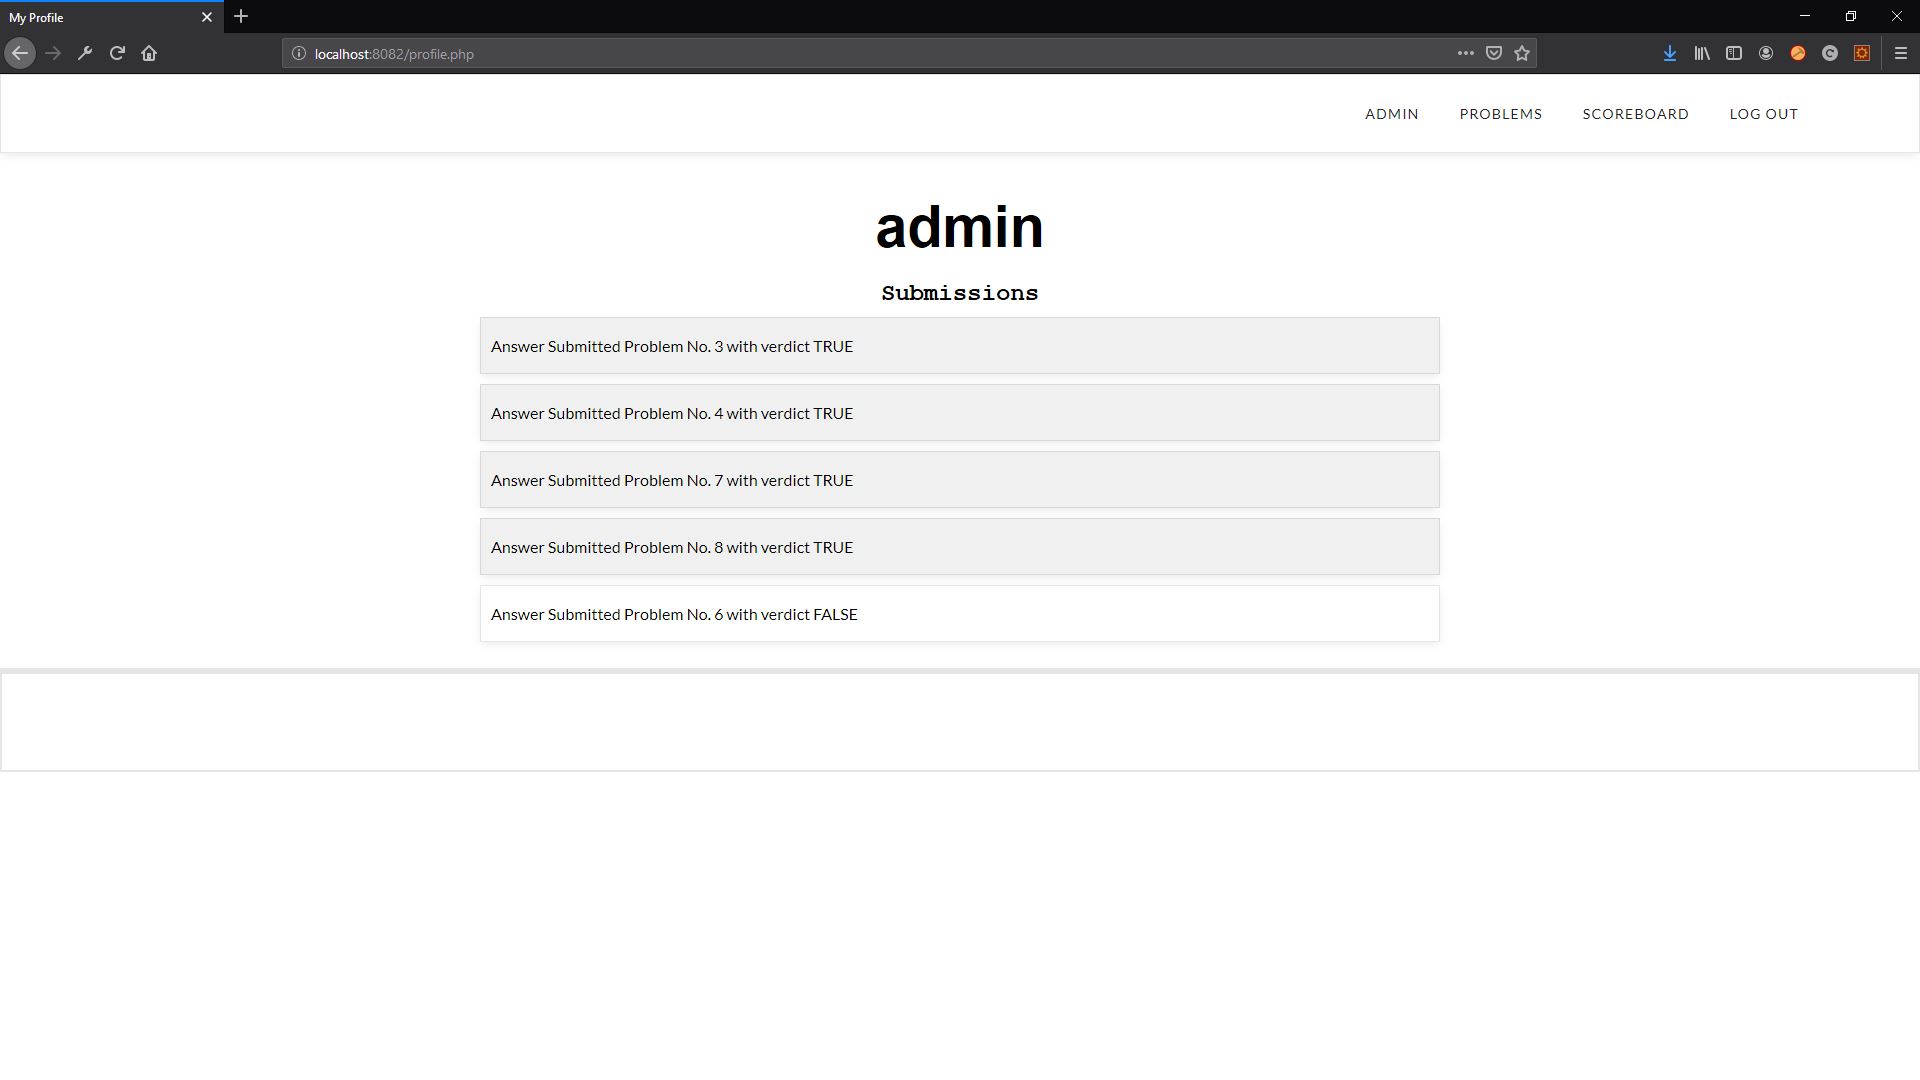 My Profile
localhost:8082/profile.php
ADMIN PROBLEMS SCOREBOARD LOG OUT
admin
Submissions
Answer Submitted Problem No. 3 with verdict TRUE
Answer Submitted Problem No. 4 with verdict TRUE
Answer Submitted Problem No. 7 with verdict TRUE
Answer Submitted Problem No. 8 with verdict TRUE
Answer Submitted Problem No. 6 with verdict FALSE